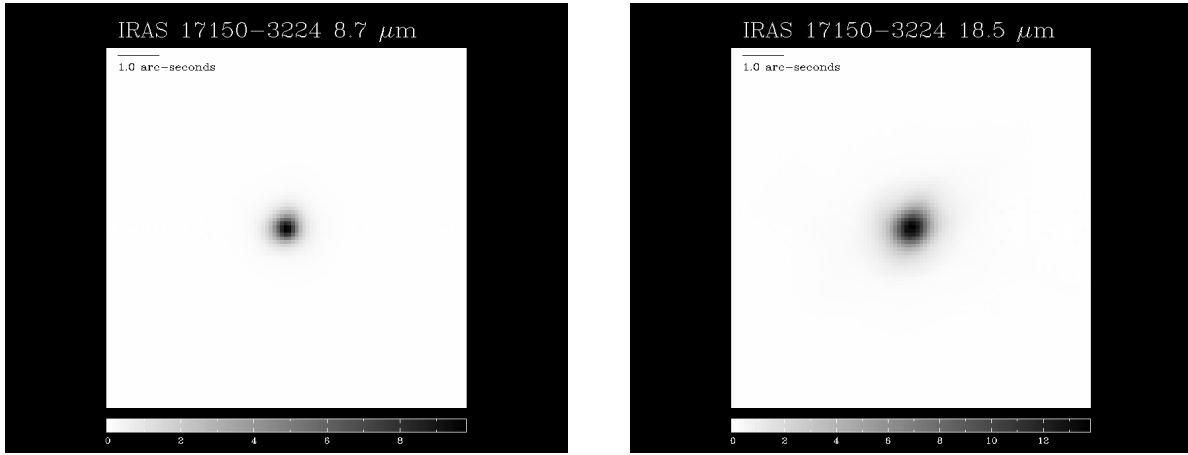 IRAS 17150−3224 8.7 μm
1.0 arc−seconds
0 2 4 6 8
IRAS 17150−3224 18.5 μm
1.0 arc−seconds
0 2 4 6 8 10 12